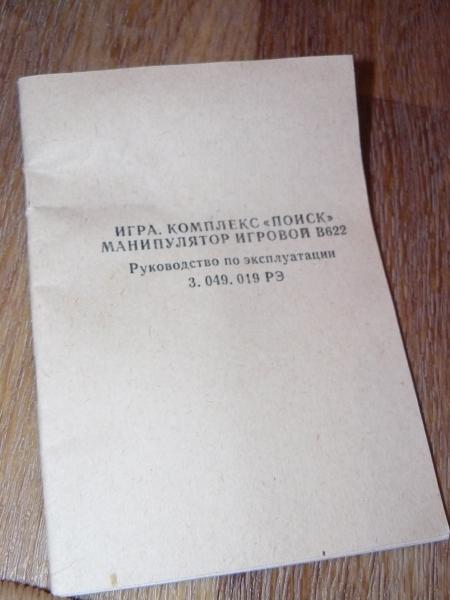 ИГРА. КОМПЛЕКС «ПОИСК»
МАНИПУЛЯТОР ИГРОВОЙ В622
Руководство по эксплуатации
3. 049. 019 РЭ